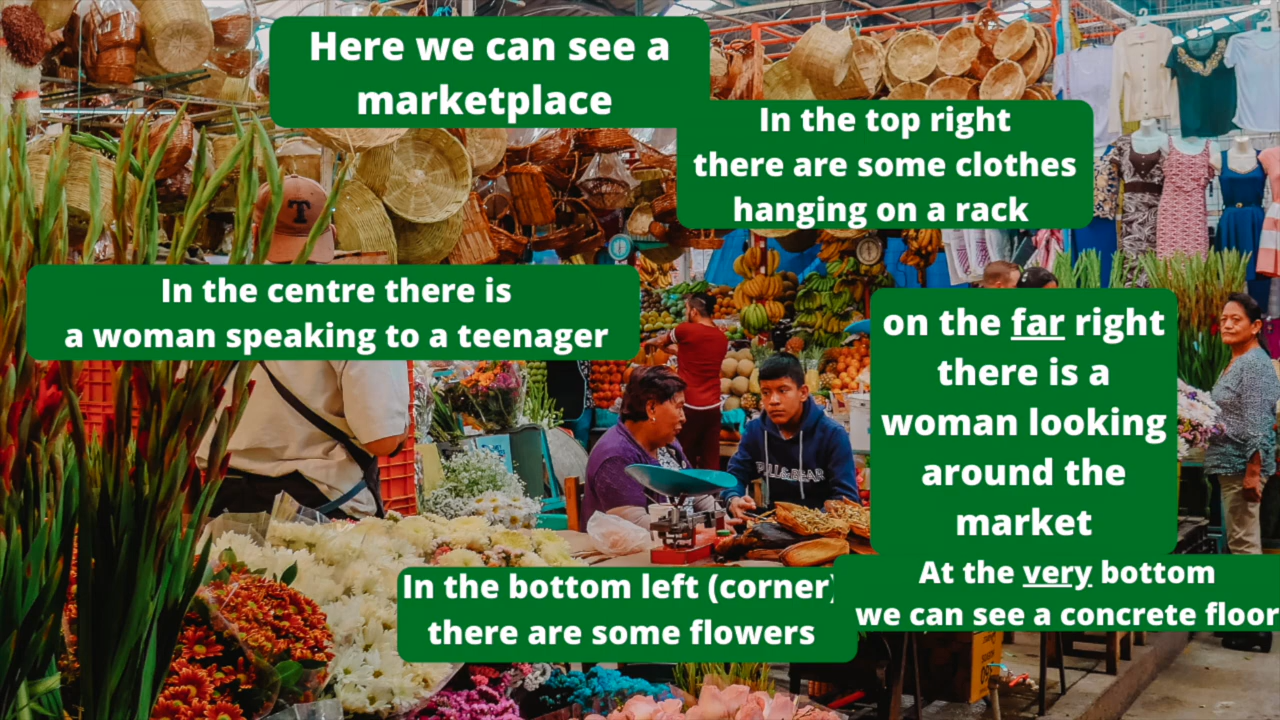 Here we can see a
marketplace
In the top right
there are some clothes
hanging on a rack
T
In the centre there is
a woman speaking to a teenager
on the far right
there is a
woman looking
around the
market
PULL&BEAR
In the bottom left (corner)
there are some flowers
At the very bottom
we can see a concrete floor